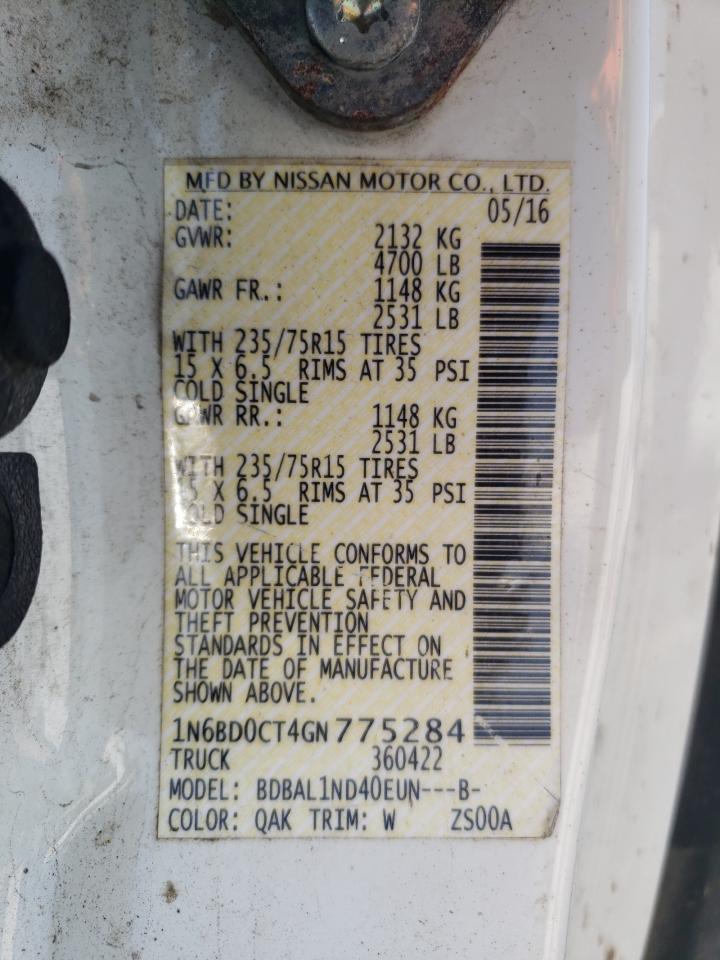 MFD BY NISSAN MOTOR CO., LTD.
DATE: 05/16
GVWR: 2132 KG
4700 LB
GAWR FR.: 1148 KG
2531 LB
WITH 235/75R15 TIRES
15 X 6.5 RIMS AT 35 PSI
COLD SINGLE
GAWR RR.: 1148 KG
2531 LB
WITH 235/75R15 TIRES
15 X 6.5 RIMS AT 35 PSI
COLD SINGLE
THIS VEHICLE CONFORMS TO
ALL APPLICABLE FEDERAL
MOTOR VEHICLE SAFETY AND
THEFT PREVENTION
STANDARDS IN EFFECT ON
THE DATE OF MANUFACTURE
SHOWN ABOVE.
1N6BD0CT4GN775284
TRUCK 360422
MODEL: BDBAL1ND40EUN---B-
COLOR: QAK TRIM: W ZS00A